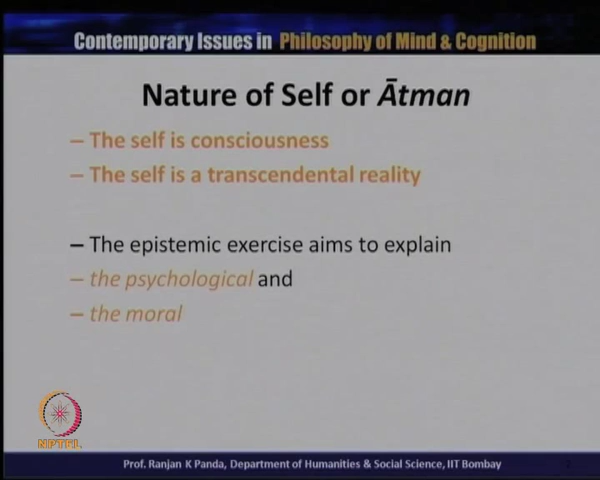 Contemporary Issues in Philosophy of Mind & Cognition
Nature of Self or Ātman
– The self is consciousness
– The self is a transcendental reality
– The epistemic exercise aims to explain
– the psychological and
– the moral
NPTEL
Prof. Ranjan K Panda, Department of Humanities & Social Science, IIT Bombay
2